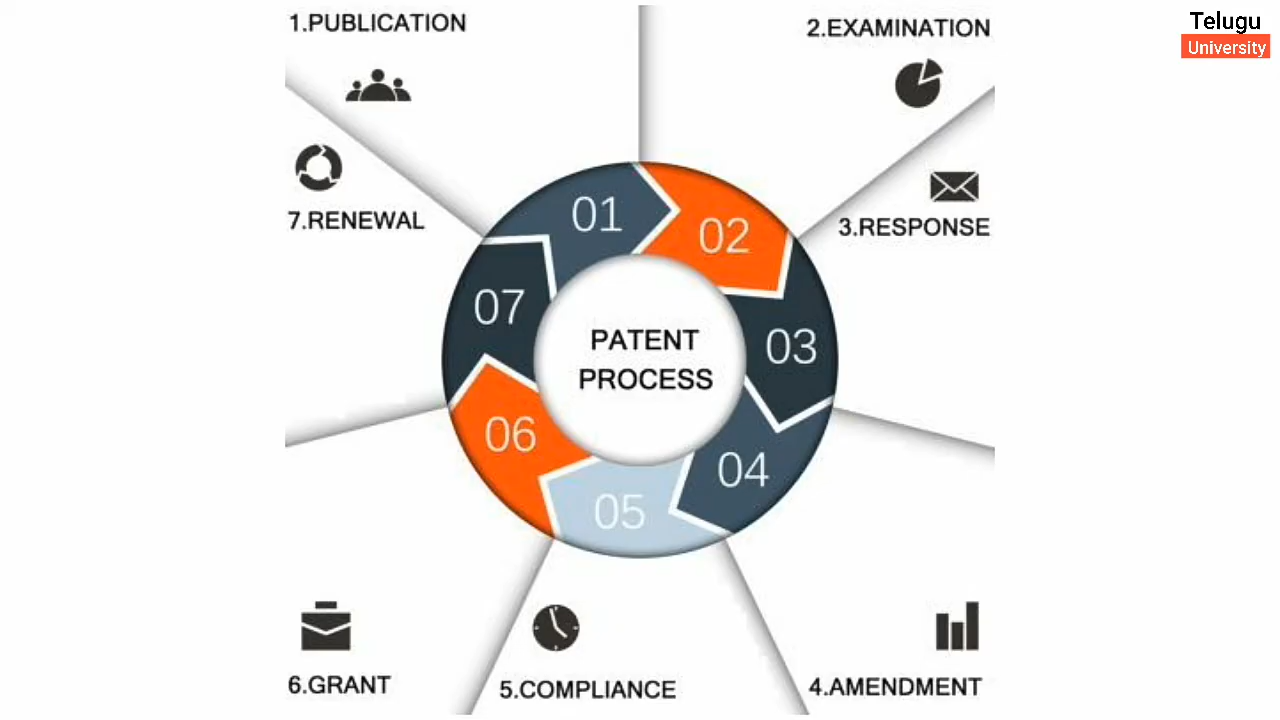 1.PUBLICATION
2.EXAMINATION
Telugu
University
7.RENEWAL
3.RESPONSE
01
02
03
04
05
06
07
PATENT
PROCESS
6.GRANT
5.COMPLIANCE
4.AMENDMENT